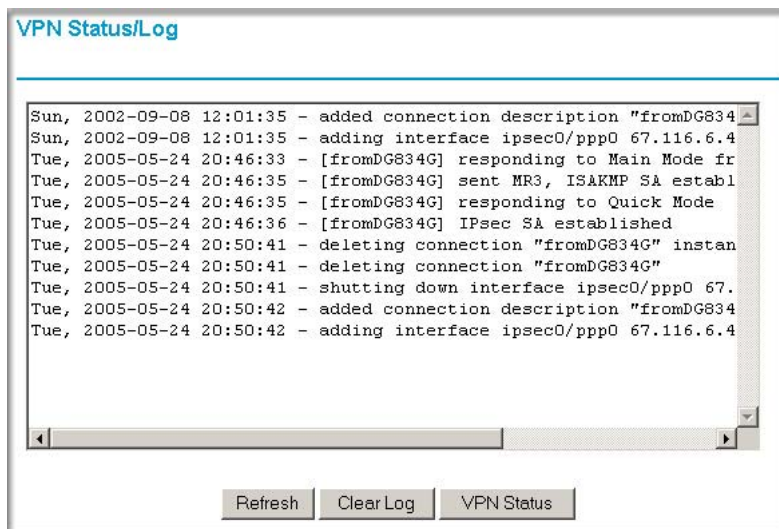 VPN Status/Log
Sun, 2002-09-08 12:01:35 - added connection description "fromDG834
Sun, 2002-09-08 12:01:35 - adding interface ipsec0/ppp0 67.116.6.4
Tue, 2005-05-24 20:46:33 - [fromDG834G] responding to Main Mode fr
Tue, 2005-05-24 20:46:35 - [fromDG834G] sent MR3, ISAKMP SA establ
Tue, 2005-05-24 20:46:35 - [fromDG834G] responding to Quick Mode
Tue, 2005-05-24 20:46:36 - [fromDG834G] IPsec SA established
Tue, 2005-05-24 20:50:41 - deleting connection "fromDG834G" instan
Tue, 2005-05-24 20:50:41 - deleting connection "fromDG834G"
Tue, 2005-05-24 20:50:41 - shutting down interface ipsec0/ppp0 67.
Tue, 2005-05-24 20:50:42 - added connection description "fromDG834
Tue, 2005-05-24 20:50:42 - adding interface ipsec0/ppp0 67.116.6.4
Refresh Clear Log VPN Status